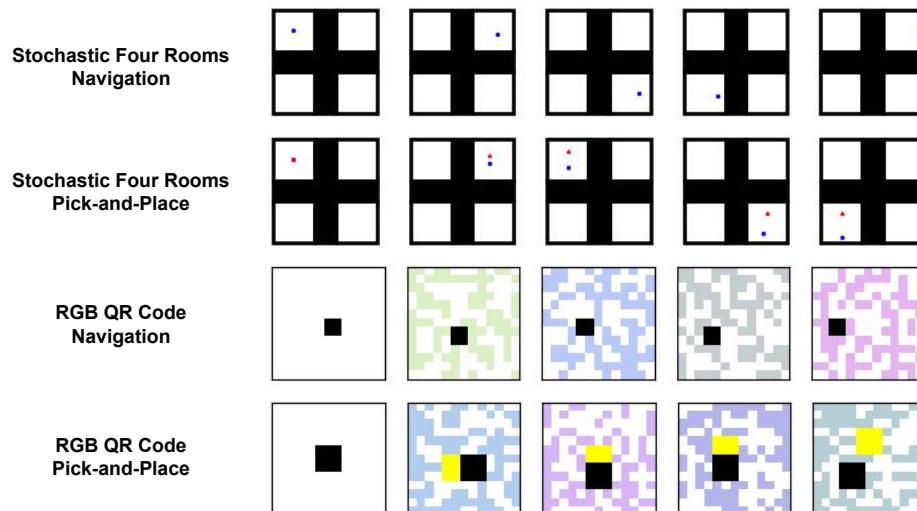 Stochastic Four Rooms
Navigation
Stochastic Four Rooms
Pick-and-Place
RGB QR Code
Navigation
RGB QR Code
Pick-and-Place